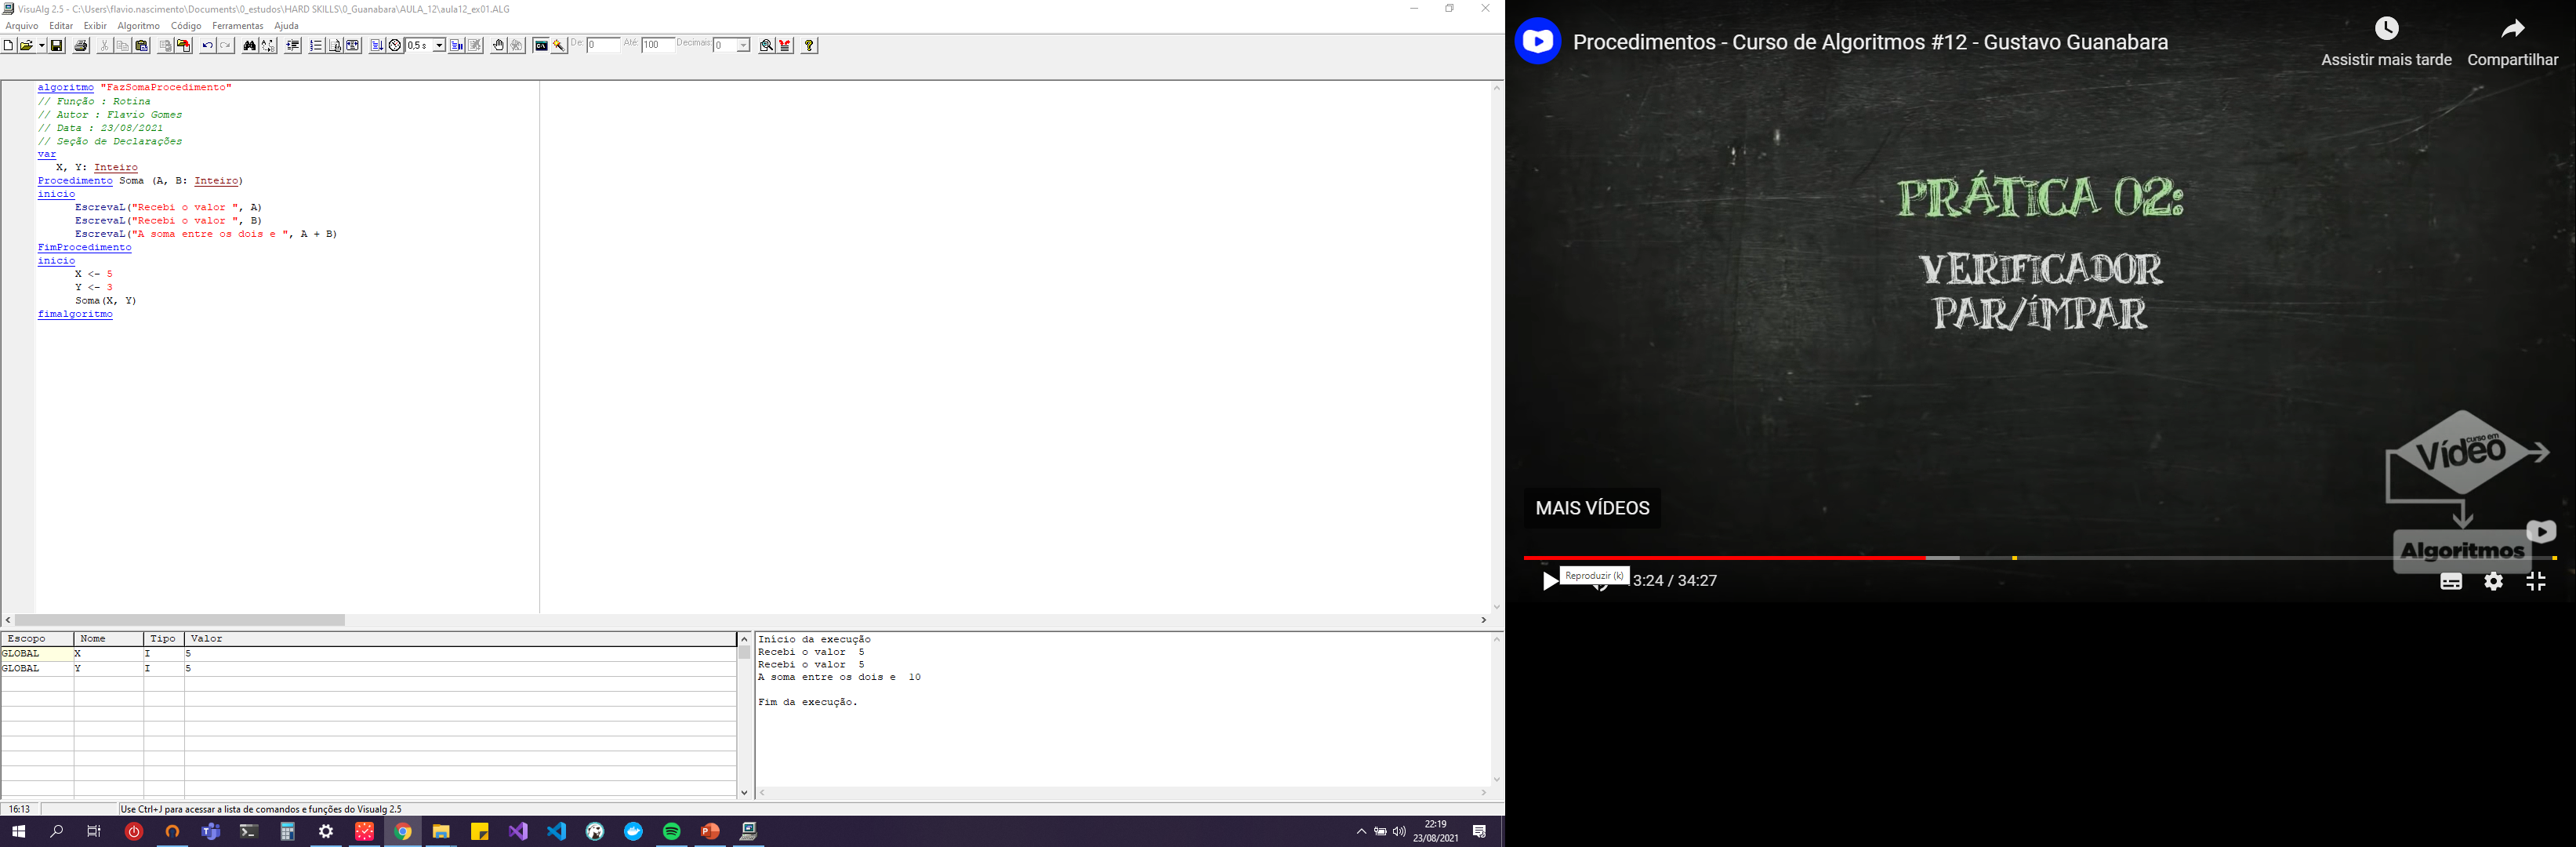 VisuAlg 2.5 - C:\Users\flavio.nascimento\Documents\0_estudos\HARD SKILLS\0_Guanabara\AULA_12\aula12_ex01.ALG
Arquivo Editar Exibir Algoritmo Código Ferramentas Ajuda
0,5 s De: 0 Até: 100 Decimais: 0
algoritmo "FazSomaProcedimento"
// Função : Rotina
// Autor : Flavio Gomes
// Data : 23/08/2021
// Seção de Declarações
var
X, Y: Inteiro
Procedimento Soma (A, B: Inteiro)
inicio
EscrevaL("Recebi o valor ", A)
EscrevaL("Recebi o valor ", B)
EscrevaL("A soma entre os dois e ", A + B)
FimProcedimento
inicio
X <- 5
Y <- 3
Soma(X, Y)
fimalgoritmo
Escopo Nome Tipo Valor
GLOBAL X I 5
GLOBAL Y I 5
Início da execução
Recebi o valor 5
Recebi o valor 5
A soma entre os dois e 10
Fim da execução.
16:13 Use Ctrl+J para acessar a lista de comandos e funções do Visualg 2.5
22:19
23/08/2021
Procedimentos - Curso de Algoritmos #12 - Gustavo Guanabara
Assistir mais tarde Compartilhar
PRÁTICA 02:
VERIFICADOR
PAR/ÍMPAR
curso em
Vídeo
Algoritmos
MAIS VÍDEOS
Reproduzir (k)
3:24 / 34:27